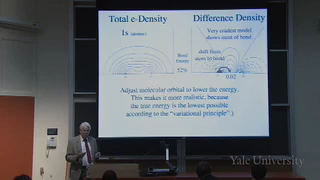 Total e-Density
Difference Density
1s
Very crudest model
shows most of bond
Bond
Energy
52%
shift from
atom to bond
0.02
Adjust molecular orbital to lower the energy.
This makes it more realistic, because
the true energy is the lowest possible
according to the "variational principle".)
Yale University